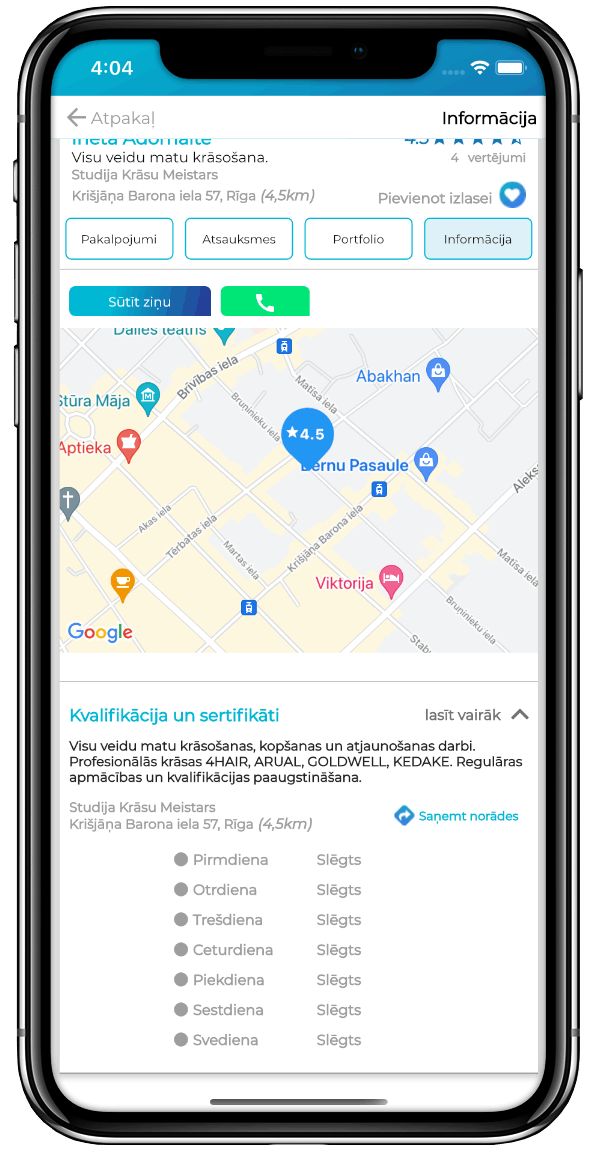 4:04
Atpakaļ
Informācija
Ineta Adomaite
4.5
Visu veidu matu krāsošana.
4 vertējumi
Studija Krāsu Meistars
Krišjāņa Barona iela 57, Rīga (4,5km)
Pievienot izlasei
Pakalpojumi
Atsauksmes
Portfolio
Informācija
Sūtīt ziņu
Dailes teātris
Brīvības iela
Abakhan
Matīsa iela
Stūra Māja
Bruņinieku iela
4.5
Aptieka
Bērnu Pasaule
Aleks
Akas iela
Tērbatas iela
Krišjāņa Barona iela
Martas iela
Matīsa iela
Viktorija
Bruņinieku iela
Google
Stab
Kvalifikācija un sertifikāti
lasīt vairāk
Visu veidu matu krāsošanas, kopšanas un atjaunošanas darbi.
Profesionālās krāsas 4HAIR, ARUAL, GOLDWELL, KEDAKE. Regulāras
apmācības un kvalifikācijas paaugstināšana.
Studija Krāsu Meistars
Krišjāņa Barona iela 57, Rīga (4,5km)
Saņemt norādes
Pirmdiena Slēgts
Otrdiena Slēgts
Trešdiena Slēgts
Ceturdiena Slēgts
Piekdiena Slēgts
Sestdiena Slēgts
Svediena Slēgts